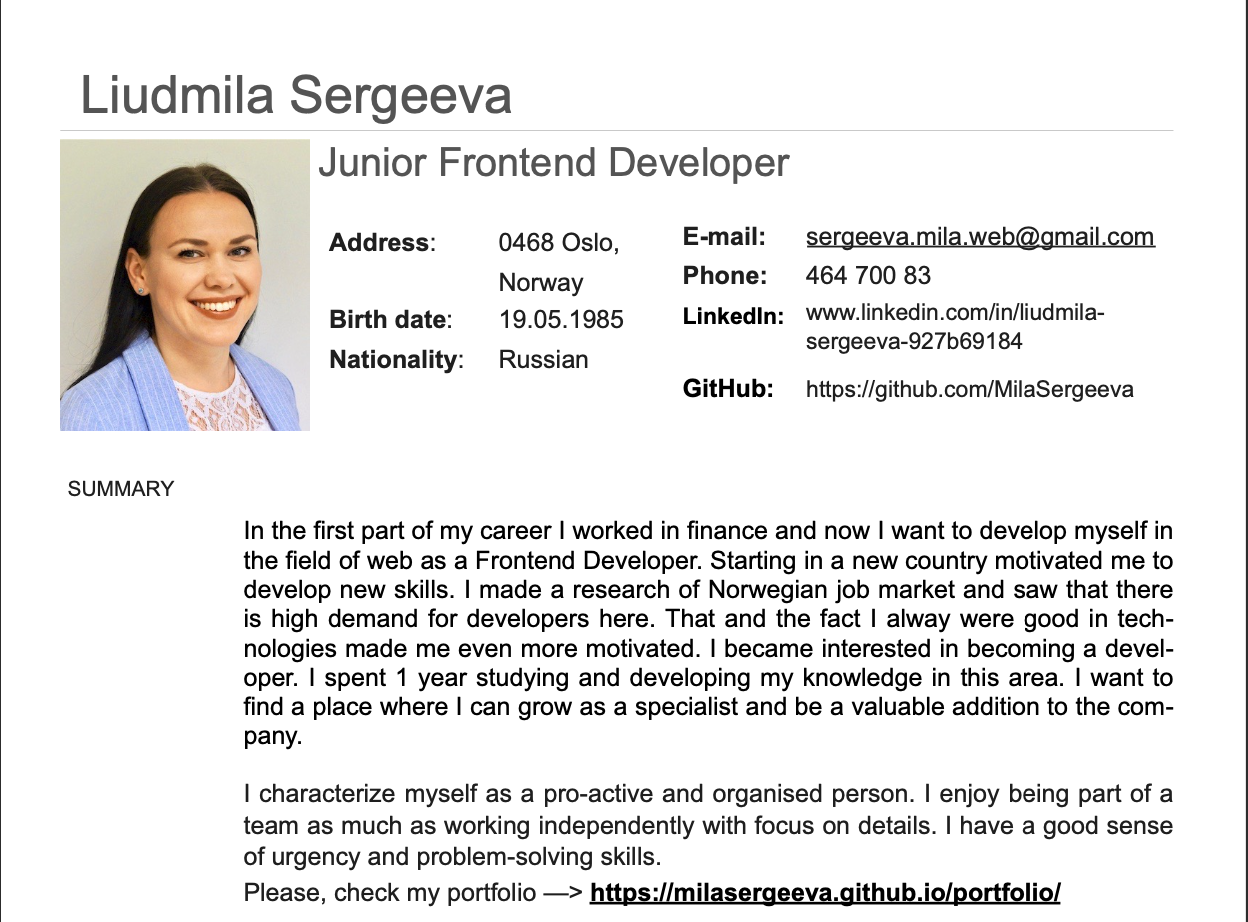 Liudmila Sergeeva
Junior Frontend Developer
Address: 0468 Oslo,
Norway
Birth date: 19.05.1985
Nationality: Russian
E-mail: sergeeva.mila.web@gmail.com
Phone: 464 700 83
LinkedIn: www.linkedin.com/in/liudmila-
sergeeva-927b69184
GitHub: https://github.com/MilaSergeeva
SUMMARY
In the first part of my career I worked in finance and now I want to develop myself in
the field of web as a Frontend Developer. Starting in a new country motivated me to
develop new skills. I made a research of Norwegian job market and saw that there
is high demand for developers here. That and the fact I alway were good in tech-
nologies made me even more motivated. I became interested in becoming a devel-
oper. I spent 1 year studying and developing my knowledge in this area. I want to
find a place where I can grow as a specialist and be a valuable addition to the com-
pany.
I characterize myself as a pro-active and organised person. I enjoy being part of a
team as much as working independently with focus on details. I have a good sense
of urgency and problem-solving skills.
Please, check my portfolio —> https://milasergeeva.github.io/portfolio/